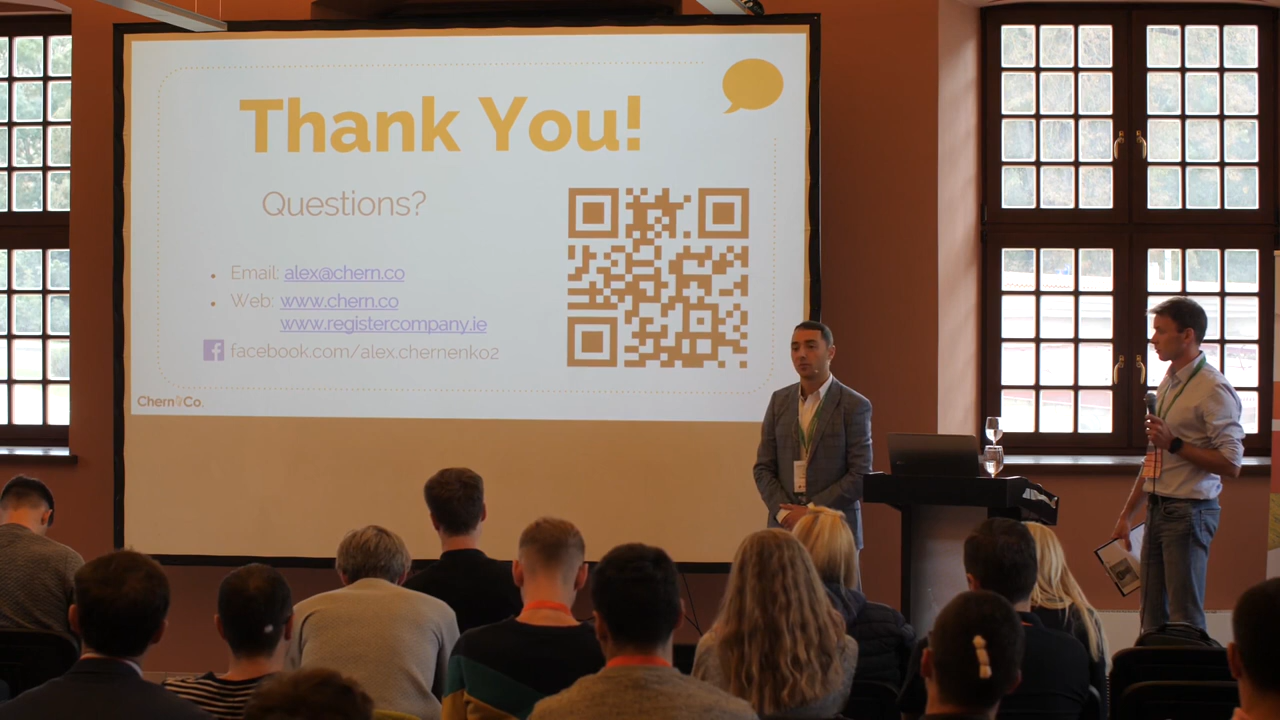 Thank You!
Questions?
• Email: alex@chern.co
• Web: www.chern.co
www.registercompany.ie
facebook.com/alex.chernenko2
Chern Co.